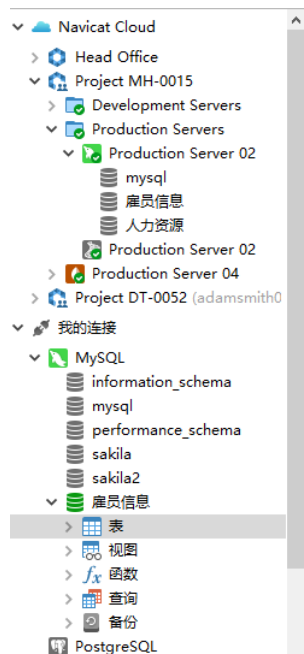 Navicat Cloud
Head Office
Project MH-0015
Development Servers
Production Servers
Production Server 02
mysql
雇员信息
人力资源
Production Server 02
Production Server 04
Project DT-0052 (adamsmith0
我的连接
MySQL
information_schema
mysql
performance_schema
sakila
sakila2
雇员信息
表
视图
fx 函数
查询
备份
PostgreSQL